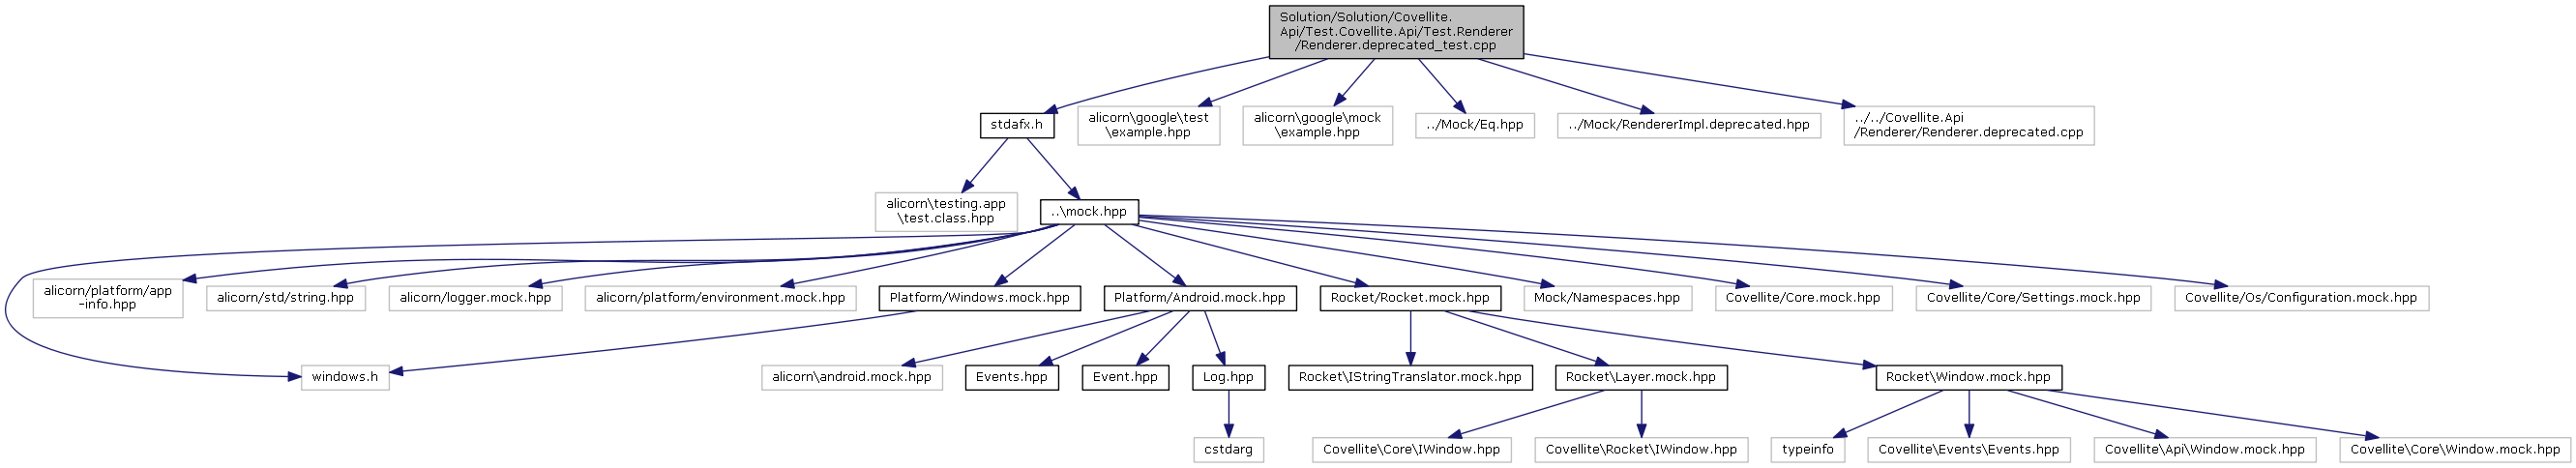 Solution/Solution/Covellite.
Api/Test.Covellite.Api/Test.Renderer
/Renderer.deprecated_test.cpp
stdafx.h
alicorn\google\test
\example.hpp
alicorn\google\mock
\example.hpp
../Mock/Eq.hpp
../Mock/RendererImpl.deprecated.hpp
../../Covellite.Api
/Renderer/Renderer.deprecated.cpp
alicorn\testing.app
\test.class.hpp
..\mock.hpp
alicorn/platform/app
-info.hpp
alicorn/std/string.hpp
alicorn/logger.mock.hpp
alicorn/platform/environment.mock.hpp
Platform/Windows.mock.hpp
Platform/Android.mock.hpp
Rocket/Rocket.mock.hpp
Mock/Namespaces.hpp
Covellite/Core.mock.hpp
Covellite/Core/Settings.mock.hpp
Covellite/Os/Configuration.mock.hpp
windows.h
alicorn\android.mock.hpp
Events.hpp
Event.hpp
Log.hpp
Rocket\IStringTranslator.mock.hpp
Rocket\Layer.mock.hpp
Rocket\Window.mock.hpp
cstdarg
Covellite\Core\IWindow.hpp
Covellite\Rocket\IWindow.hpp
typeinfo
Covellite\Events\Events.hpp
Covellite\Api\Window.mock.hpp
Covellite\Core\Window.mock.hpp